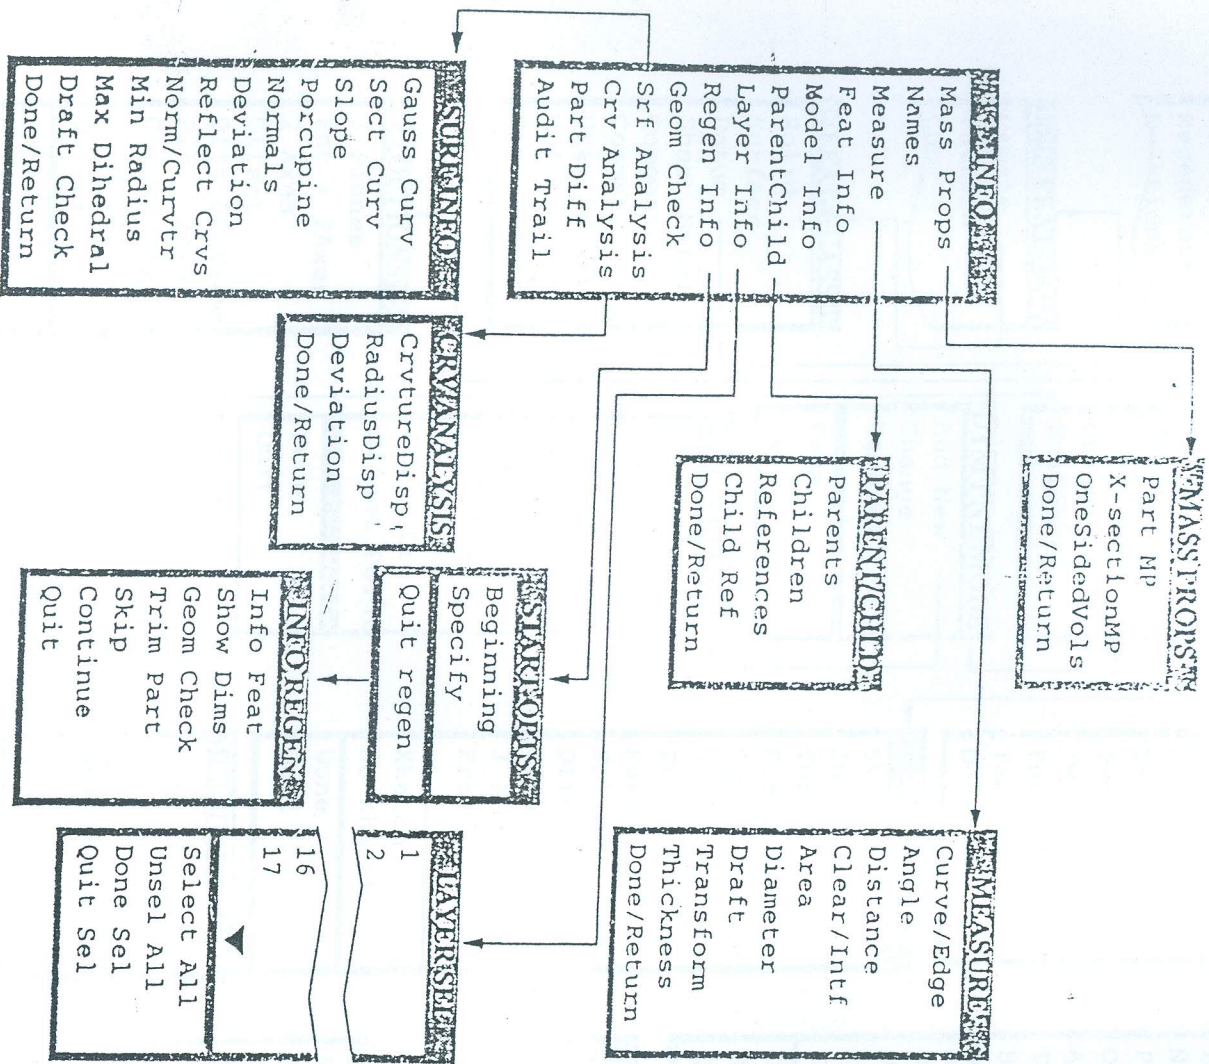 INFO
Mass Props
Names
Measure
Feat Info
Model Info
ParentChild
Layer Info
Regen Info
Geom Check
Srf Analysis
Crv Analysis
Part Diff
Audit Trail
MASS PROPS
Part MP
X-sectionMP
OneSidedVols
Done/Return
MEASURE
Curve/Edge
Angle
Distance
Clear/Intf
Area
Diameter
Draft
Transform
Thickness
Done/Return
PARENT/CHILD
Parents
Children
References
Child Ref
Done/Return
SURF INFO
Gauss Curv
Sect Curv
Slope
Porcupine
Normals
Deviation
Reflect Crvs
Norm/Curvtr
Min Radius
Max Dihedral
Draft Check
Done/Return
CRV ANALYSIS
CrvtureDisp
RadiusDisp
Deviation
Done/Return
START OPTS
Beginning
Specify
Quit regen
INFO REGEN
Info Feat
Show Dims
Geom Check
Trim Part
Skip
Continue
Quit
LAYER SEL
1
2
16
17
Select All
Unsel All
Done Sel
Quit Sel